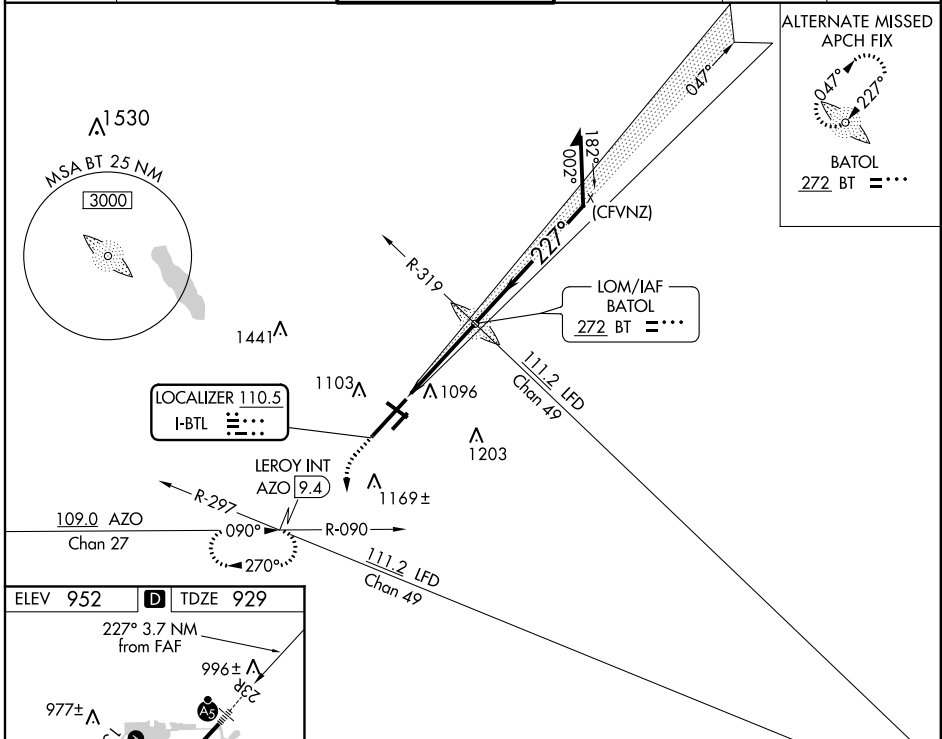 ALTERNATE MISSED
APCH FIX
047°
227°
BATOL
272 BT
1530
MSA BT 25 NM
3000
047°
182°
002°
(CFVNZ)
227°
R-319
LOM/IAF
BATOL
272 BT
1441
111.2 LFD
Chan 49
1103
1096
LOCALIZER 110.5
I-BTL
1203
LEROY INT
AZO 9.4
1169±
R-297
109.0 AZO
Chan 27
090°
R-090
270°
111.2 LFD
Chan 49
ELEV 952 D TDZE 929
227° 3.7 NM
from FAF
996±
23R
A5
977±